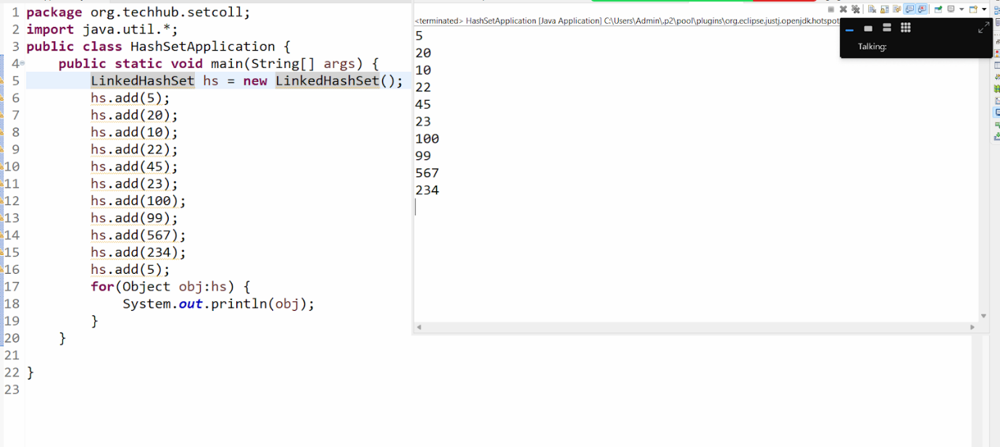 1 package org.techhub.setcoll;
2 import java.util.*;
3 public class HashSetApplication {
4 public static void main(String[] args) {
5 LinkedHashSet hs = new LinkedHashSet();
6 hs.add(5);
7 hs.add(20);
8 hs.add(10);
9 hs.add(22);
10 hs.add(45);
11 hs.add(23);
12 hs.add(100);
13 hs.add(99);
14 hs.add(567);
15 hs.add(234);
16 hs.add(5);
17 for(Object obj:hs) {
18 System.out.println(obj);
19 }
20 }
21
22 }
23
<terminated> HashSetApplication [Java Application] C:\Users\Admin\.p2\pool\plugins\org.eclipse.justj.openjdk.hotspot
5
20
10
22
45
23
100
99
567
234
Talking: